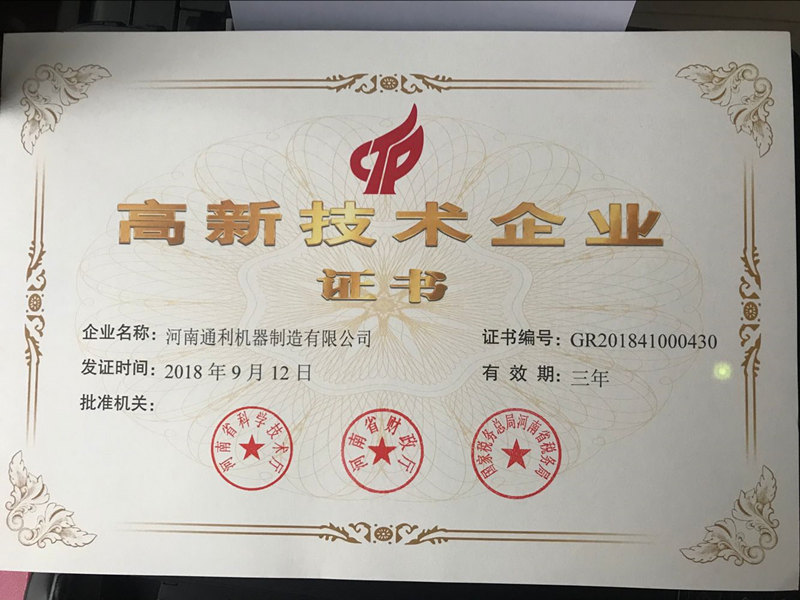 高新技术企业
证书
企业名称：河南通利机器制造有限公司
证书编号：GR201841000430
发证时间：2018年9月12日
有效期：三年
批准机关：
河南省科学技术厅
河南省财政厅
国家税务总局河南省税务局